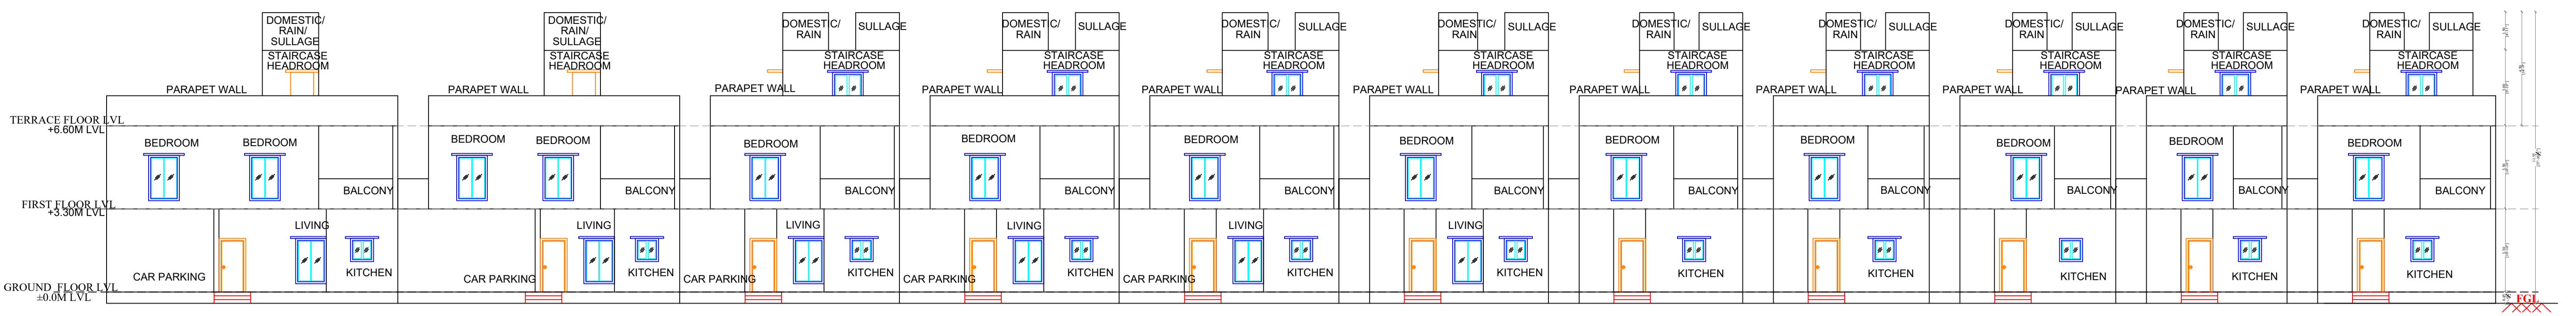 DOMESTIC/
RAIN/
SULLAGE
DOMESTIC/
RAIN/
SULLAGE
DOMESTIC/
RAIN
SULLAGE
DOMESTIC/
RAIN
SULLAGE
DOMESTIC/
RAIN
SULLAGE
DOMESTIC/
RAIN
SULLAGE
DOMESTIC/
RAIN
SULLAGE
DOMESTIC/
RAIN
SULLAGE
DOMESTIC/
RAIN
SULLAGE
DOMESTIC/
RAIN
SULLAGE
DOMESTIC/
RAIN
SULLAGE
STAIRCASE
HEADROOM
STAIRCASE
HEADROOM
STAIRCASE
HEADROOM
STAIRCASE
HEADROOM
STAIRCASE
HEADROOM
STAIRCASE
HEADROOM
STAIRCASE
HEADROOM
STAIRCASE
HEADROOM
STAIRCASE
HEADROOM
STAIRCASE
HEADROOM
STAIRCASE
HEADROOM
PARAPET WALL
PARAPET WALL
PARAPET WALL
PARAPET WALL
PARAPET WALL
PARAPET WALL
PARAPET WALL
PARAPET WALL
PARAPET WALL
PARAPET WALL
PARAPET WALL
TERRACE FLOOR LVL
+6.60M LVL
BEDROOM
BEDROOM
BEDROOM
BEDROOM
BEDROOM
BEDROOM
BEDROOM
BEDROOM
BEDROOM
BEDROOM
BEDROOM
BEDROOM
BEDROOM
BALCONY
BALCONY
BALCONY
BALCONY
BALCONY
BALCONY
BALCONY
BALCONY
BALCONY
BALCONY
BALCONY
FIRST FLOOR LVL
+3.30M LVL
LIVING
LIVING
LIVING
LIVING
LIVING
LIVING
CAR PARKING
KITCHEN
CAR PARKING
KITCHEN
CAR PARKING
KITCHEN
CAR PARKING
KITCHEN
CAR PARKING
KITCHEN
KITCHEN
KITCHEN
KITCHEN
KITCHEN
KITCHEN
KITCHEN
GROUND FLOOR LVL
±0.0M LVL
FGL